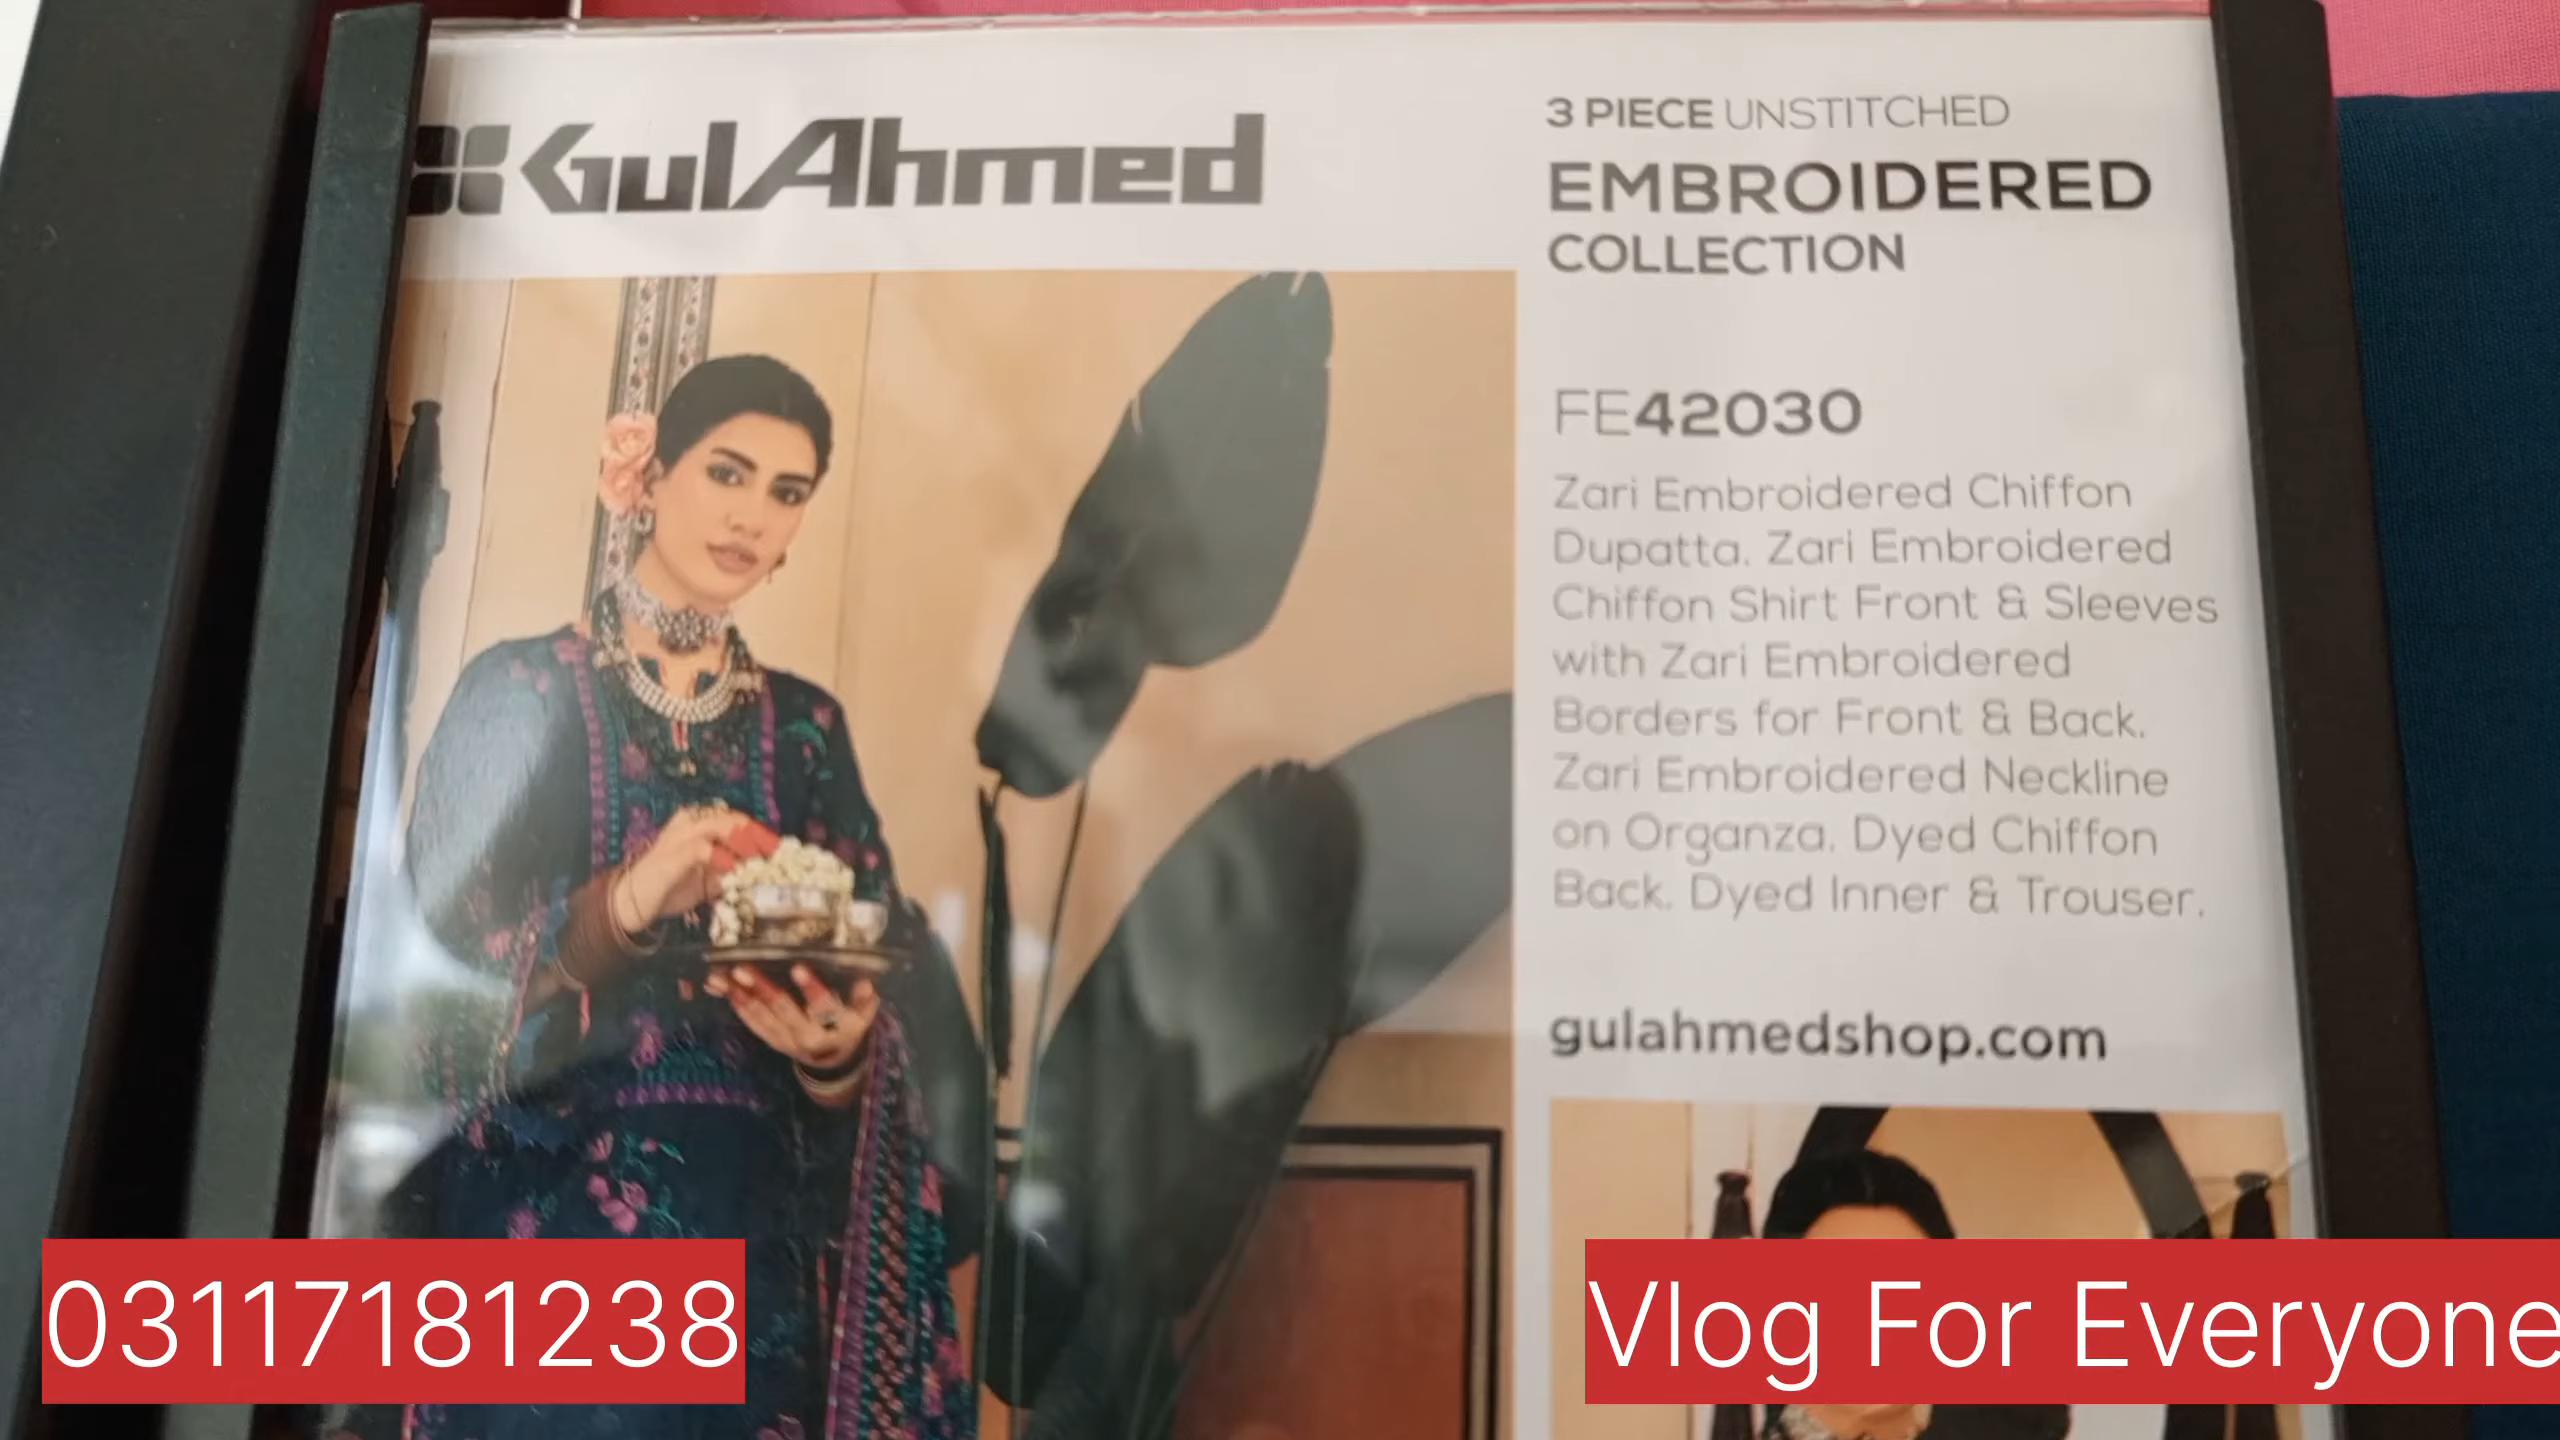 GulAhmed
3 PIECE UNSTITCHED
EMBROIDERED
COLLECTION
FE42030
Zari Embroidered Chiffon
Dupatta. Zari Embroidered
Chiffon Shirt Front & Sleeves
with Zari Embroidered
Borders for Front & Back.
Zari Embroidered Neckline
on Organza. Dyed Chiffon
Back. Dyed Inner & Trouser.
gulahmedshop.com
03117181238
Vlog For Everyone